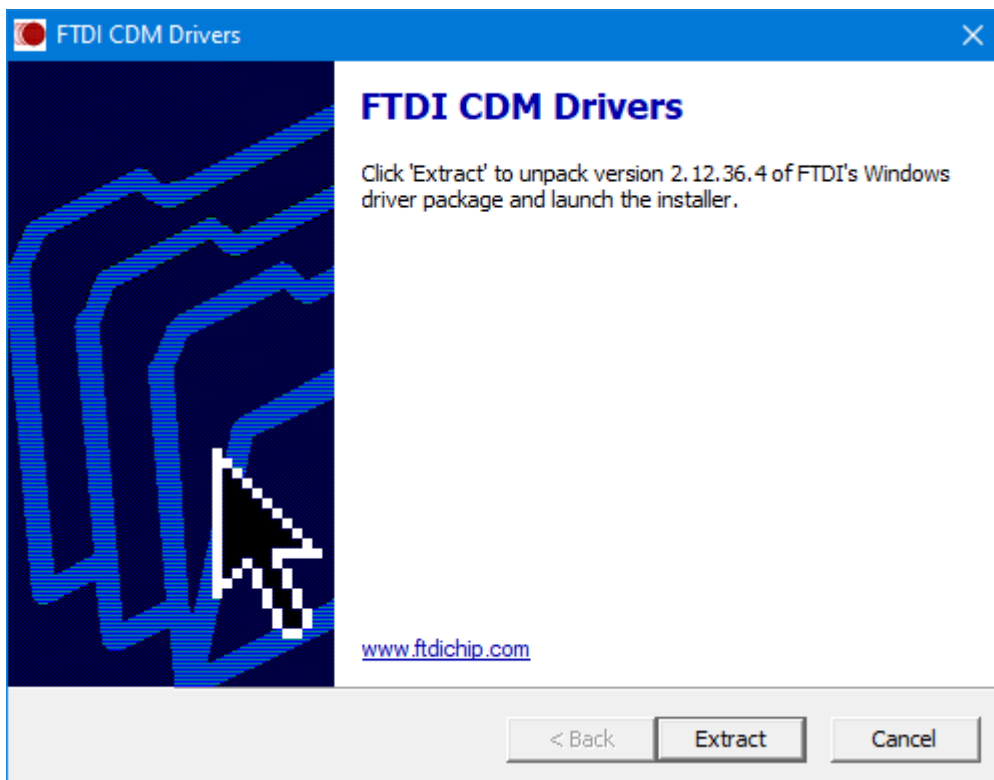 FTDI CDM Drivers
FTDI CDM Drivers
Click 'Extract' to unpack version 2.12.36.4 of FTDI's Windows
driver package and launch the installer.
www.ftdichip.com
< Back
Extract
Cancel